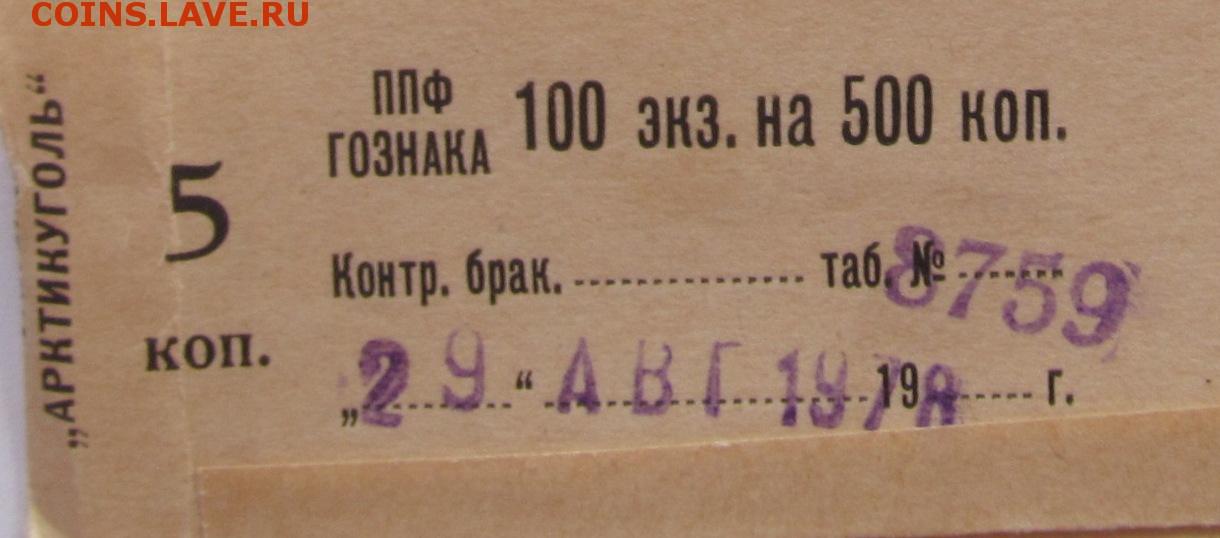 COINS.LAVE.RU
„АРКТИКУГОЛЬ“
5
коп.
ППФ
ГОЗНАКА
100 экз. на 500 коп.
Контр. брак. таб. № 8759
„29“ АВГ 1978 19 г.